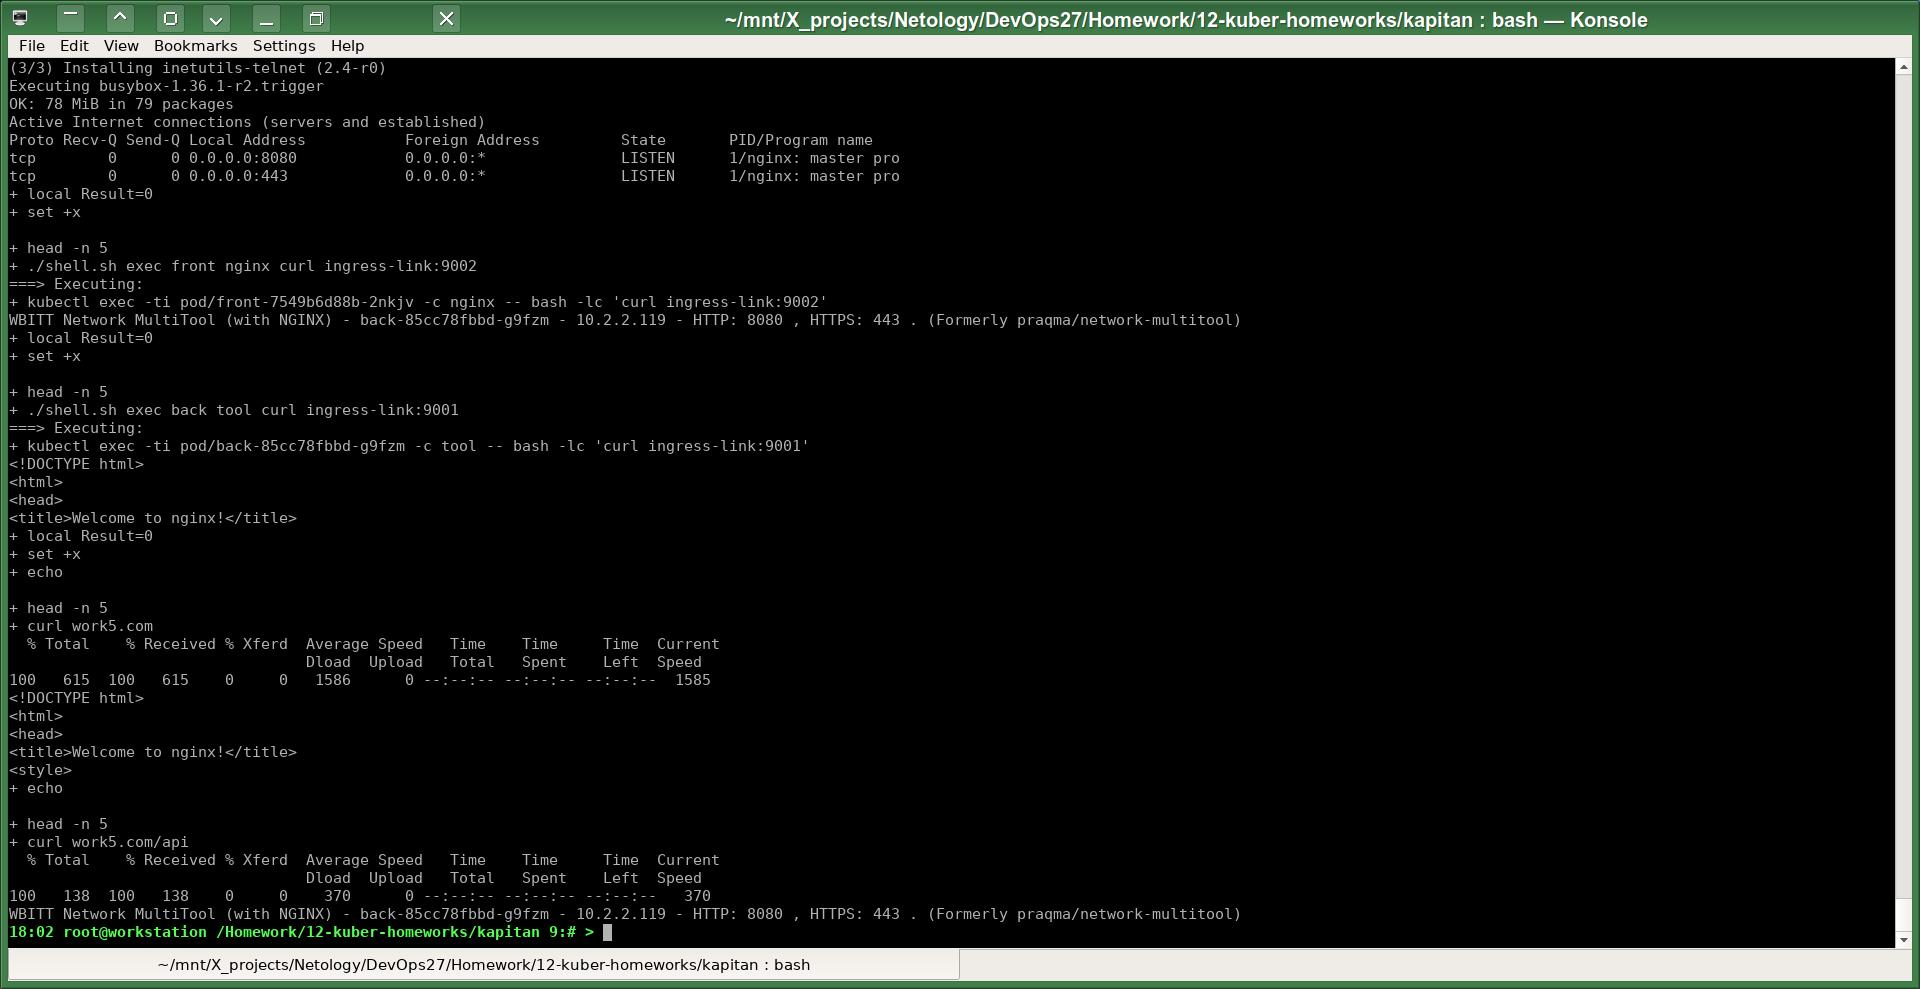 ~/mnt/X_projects/Netology/DevOps27/Homework/12-kuber-homeworks/kapitan : bash — Konsole
File Edit View Bookmarks Settings Help
(3/3) Installing inetutils-telnet (2.4-r0)
Executing busybox-1.36.1-r2.trigger
OK: 78 MiB in 79 packages
Active Internet connections (servers and established)
Proto Recv-Q Send-Q Local Address           Foreign Address         State       PID/Program name
tcp        0      0 0.0.0.0:8080            0.0.0.0:*               LISTEN      1/nginx: master pro
tcp        0      0 0.0.0.0:443             0.0.0.0:*               LISTEN      1/nginx: master pro
+ local Result=0
+ set +x
+ head -n 5
+ ./shell.sh exec front nginx curl ingress-link:9002
===> Executing:
+ kubectl exec -ti pod/front-7549b6d88b-2nkjv -c nginx -- bash -lc 'curl ingress-link:9002'
WBITT Network MultiTool (with NGINX) - back-85cc78fbbd-g9fzm - 10.2.2.119 - HTTP: 8080 , HTTPS: 443 . (Formerly praqma/network-multitool)
+ local Result=0
+ set +x
+ head -n 5
+ ./shell.sh exec back tool curl ingress-link:9001
===> Executing:
+ kubectl exec -ti pod/back-85cc78fbbd-g9fzm -c tool -- bash -lc 'curl ingress-link:9001'
<!DOCTYPE html>
<html>
<head>
<title>Welcome to nginx!</title>
+ local Result=0
+ set +x
+ echo
+ head -n 5
+ curl work5.com
  % Total    % Received % Xferd  Average Speed   Time    Time     Time  Current
                                 Dload  Upload   Total   Spent    Left  Speed
100   615  100   615    0     0   1586      0 --:--:-- --:--:-- --:--:--  1585
<!DOCTYPE html>
<html>
<head>
<title>Welcome to nginx!</title>
<style>
+ echo
+ head -n 5
+ curl work5.com/api
  % Total    % Received % Xferd  Average Speed   Time    Time     Time  Current
                                 Dload  Upload   Total   Spent    Left  Speed
100   138  100   138    0     0    370      0 --:--:-- --:--:-- --:--:--   370
WBITT Network MultiTool (with NGINX) - back-85cc78fbbd-g9fzm - 10.2.2.119 - HTTP: 8080 , HTTPS: 443 . (Formerly praqma/network-multitool)
18:02 root@workstation /Homework/12-kuber-homeworks/kapitan 9:# >
~/mnt/X_projects/Netology/DevOps27/Homework/12-kuber-homeworks/kapitan : bash